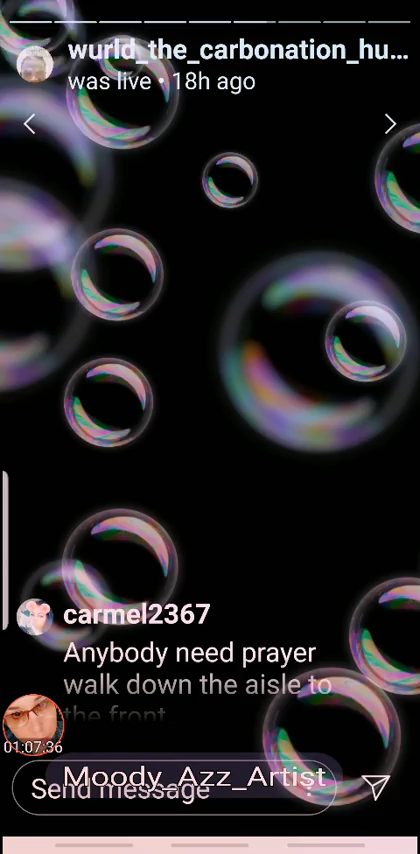 wurld_the_carbonation_hu...
was live • 18h ago
carmel2367
Anybody need prayer
walk down the aisle to
the front
01:07:36
Moody_Azz_Artist
Send message